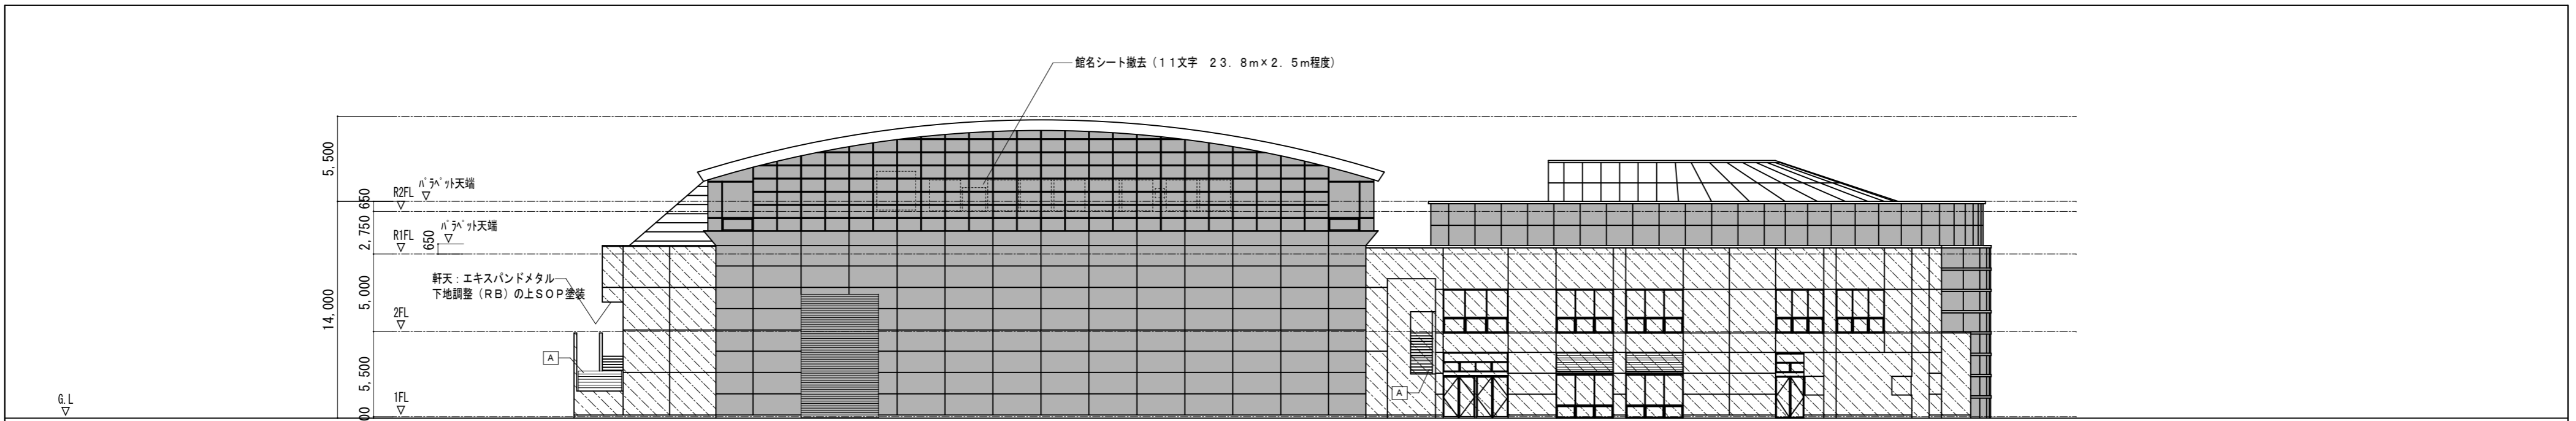 館名シート撤去（１１文字　２３．８ｍ×２．５ｍ程度）
5,500
ﾊﾟﾗﾍﾟｯﾄ天端
R2FL
650
2,750
ﾊﾟﾗﾍﾟｯﾄ天端
R1FL
650
軒天：エキスパンドメタル
下地調整（ＲＢ）の上ＳＯＰ塗装
5,000
14,000
2FL
A
5,500
A
1FL
G.L